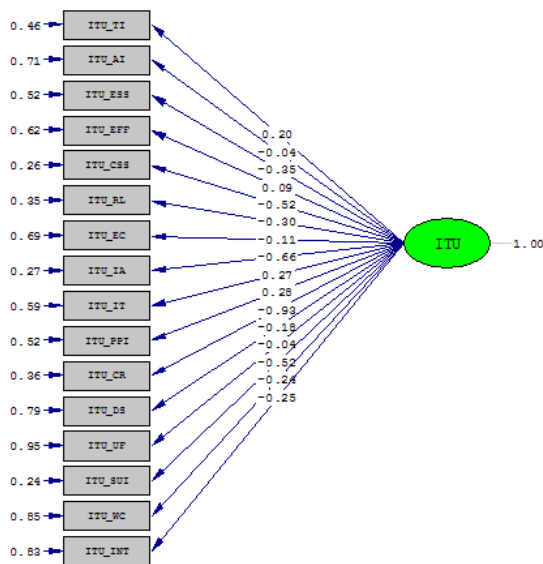 0.46 ITU_TI
0.71 ITU_AI
0.52 ITU_ESS
0.62 ITU_EFF
0.26 ITU_CSS
0.35 ITU_RL
0.69 ITU_EC
0.27 ITU_IA
0.59 ITU_IT
0.52 ITU_PPI
0.36 ITU_CR
0.79 ITU_DS
0.95 ITU_UF
0.24 ITU_SUI
0.85 ITU_WC
0.83 ITU_INT
0.20
-0.04
-0.35
0.09
-0.52
-0.30
-0.11
-0.66
0.27
0.28
-0.93
-0.18
-0.04
-0.52
-0.24
-0.25
ITU 1.00